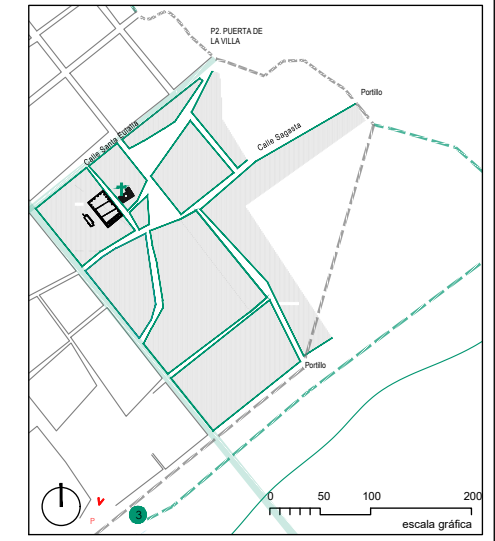 P2. PUERTA DE
LA VILLA
Portillo
Calle Sagasta
Calle Santa Eulalia
Portillo
3
P
0 50 100 200
escala gráfica